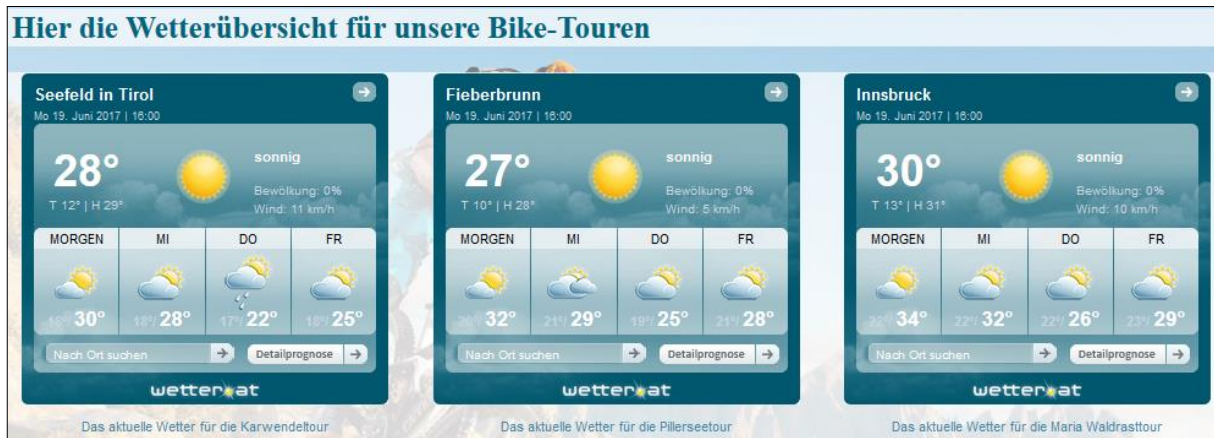 Hier die Wetterübersicht für unsere Bike-Touren
Seefeld in Tirol
Mo 19. Juni 2017 | 16:00
28°
sonnig
T 12° | H 29°
Bewölkung: 0%
Wind: 11 km/h
MORGEN MI DO FR
30° 18°/ 28° 17°/ 22° 18°/ 25°
Nach Ort suchen Detailprognose
wetter.at
Das aktuelle Wetter für die Karwendeltour
Fieberbrunn
Mo 19. Juni 2017 | 16:00
27°
sonnig
T 10° | H 28°
Bewölkung: 0%
Wind: 5 km/h
MORGEN MI DO FR
32° 21°/ 29° 19°/ 25° 21°/ 28°
Nach Ort suchen Detailprognose
wetter.at
Das aktuelle Wetter für die Pillerseetour
Innsbruck
Mo 19. Juni 2017 | 16:00
30°
sonnig
T 13° | H 31°
Bewölkung: 0%
Wind: 10 km/h
MORGEN MI DO FR
34° 22°/ 32° 22°/ 26° 23°/ 29°
Nach Ort suchen Detailprognose
wetter.at
Das aktuelle Wetter für die Maria Waldrasttour